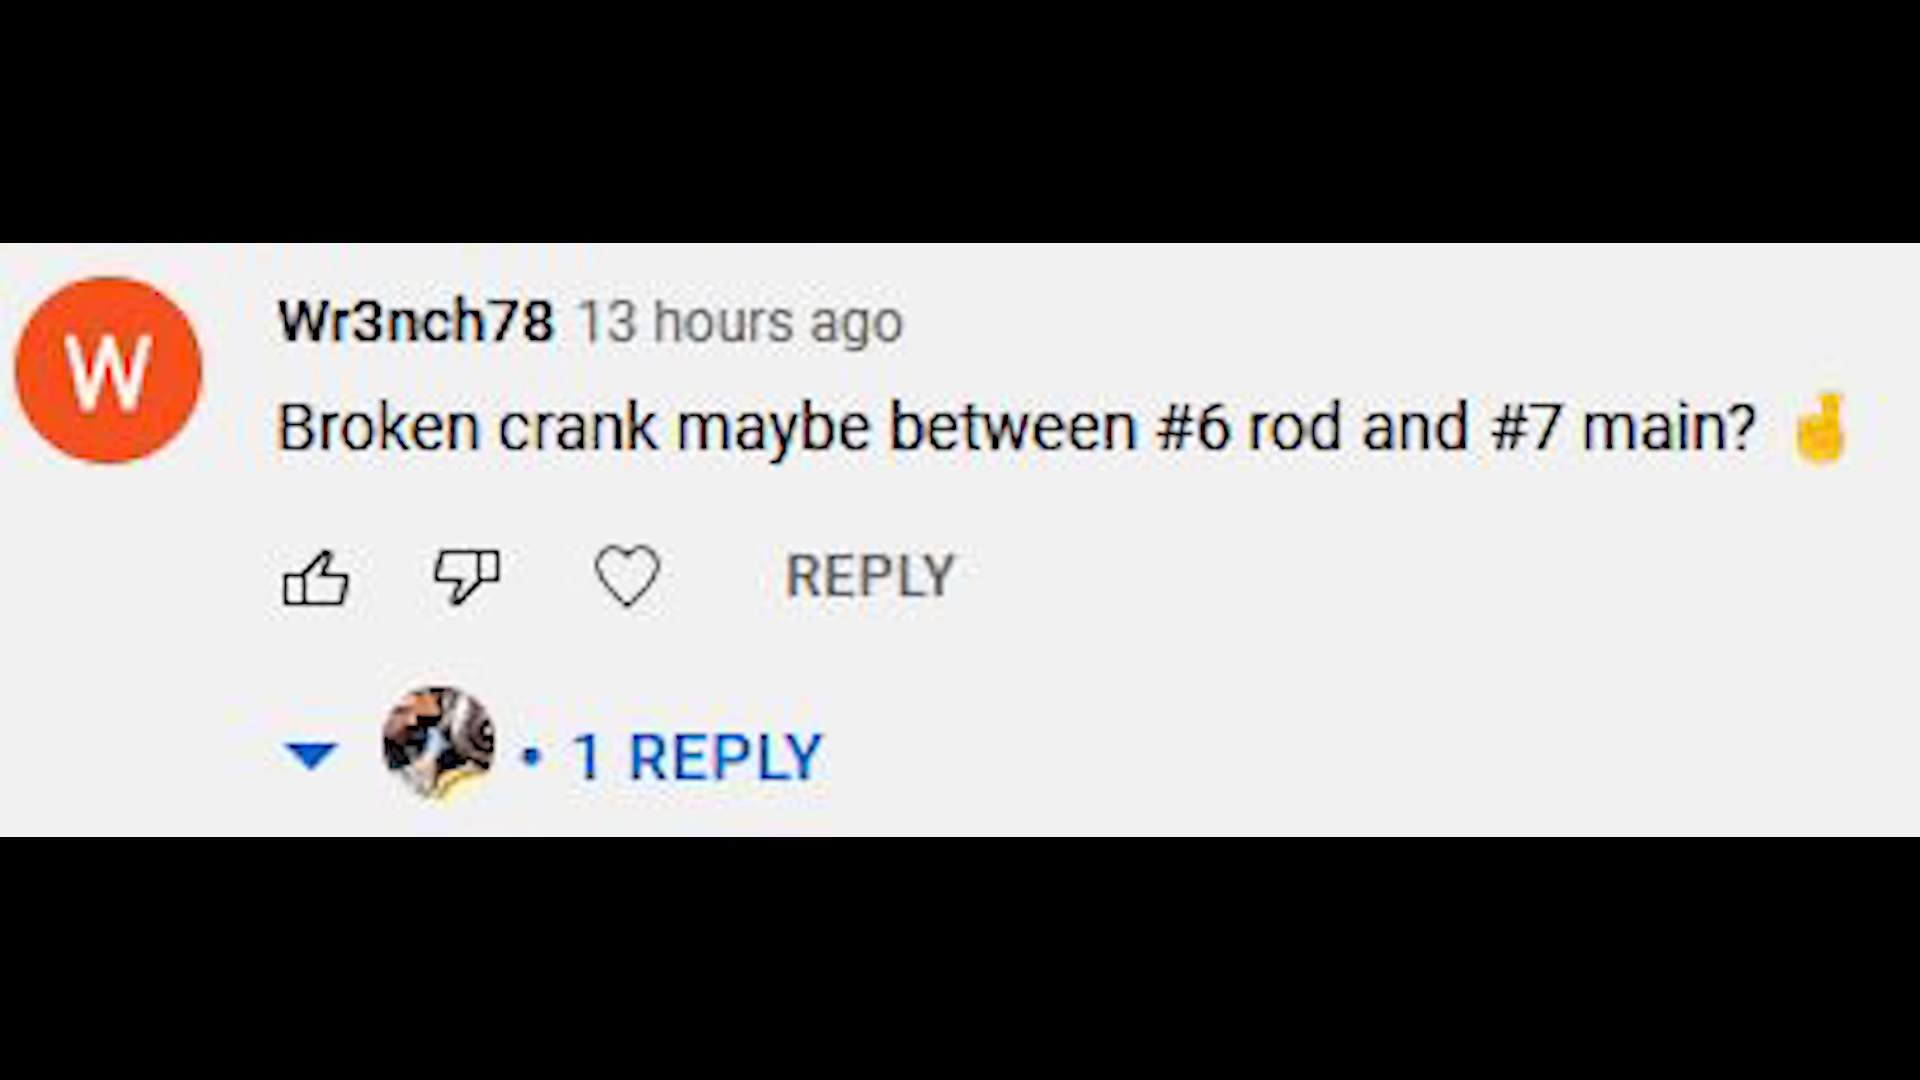 W
Wr3nch78 13 hours ago
Broken crank maybe between #6 rod and #7 main? 🤞
REPLY
• 1 REPLY